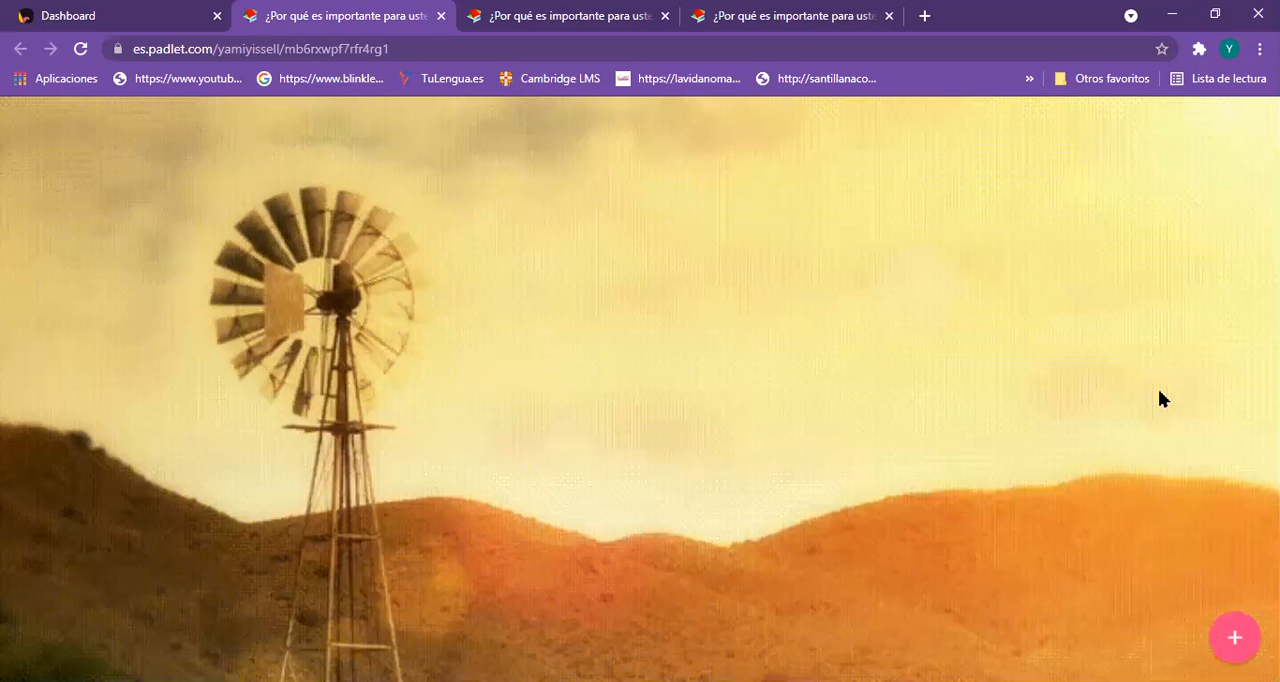 Dashboard
¿Por qué es importante para uste
¿Por qué es importante para uste
¿Por qué es importante para uste
es.padlet.com/yamiyissell/mb6rxwpf7rfr4rg1
Y
Aplicaciones
https://www.youtub...
https://www.blinkle...
TuLengua.es
Cambridge LMS
https://lavidanoma...
http://santillanaco...
»
Otros favoritos
Lista de lectura